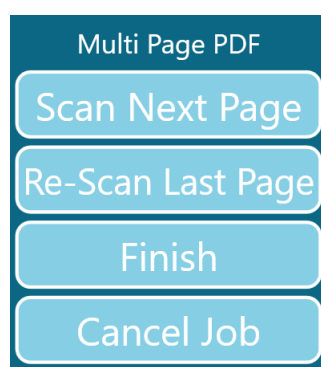 Multi Page PDF
Scan Next Page
Re-Scan Last Page
Finish
Cancel Job